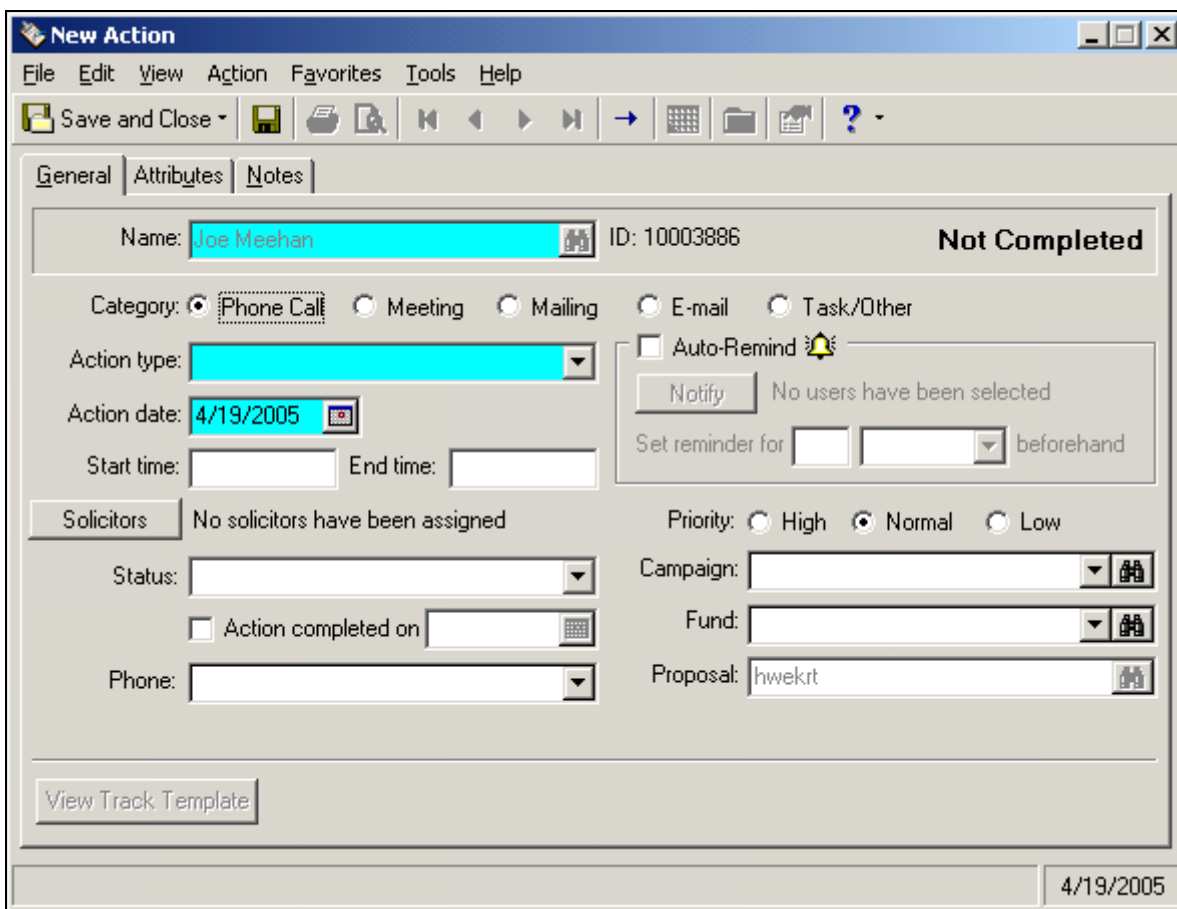 New Action
File Edit View Action Favorites Tools Help
Save and Close ?
General Attributes Notes
Name: Joe Meehan ID: 10003886 Not Completed
Category: Phone Call Meeting Mailing E-mail Task/Other
Action type: Auto-Remind
Notify No users have been selected
Action date: 4/19/2005
Set reminder for beforehand
Start time: End time:
Solicitors No solicitors have been assigned Priority: High Normal Low
Status: Campaign:
Action completed on Fund:
Phone: Proposal: hwekrt
View Track Template
4/19/2005